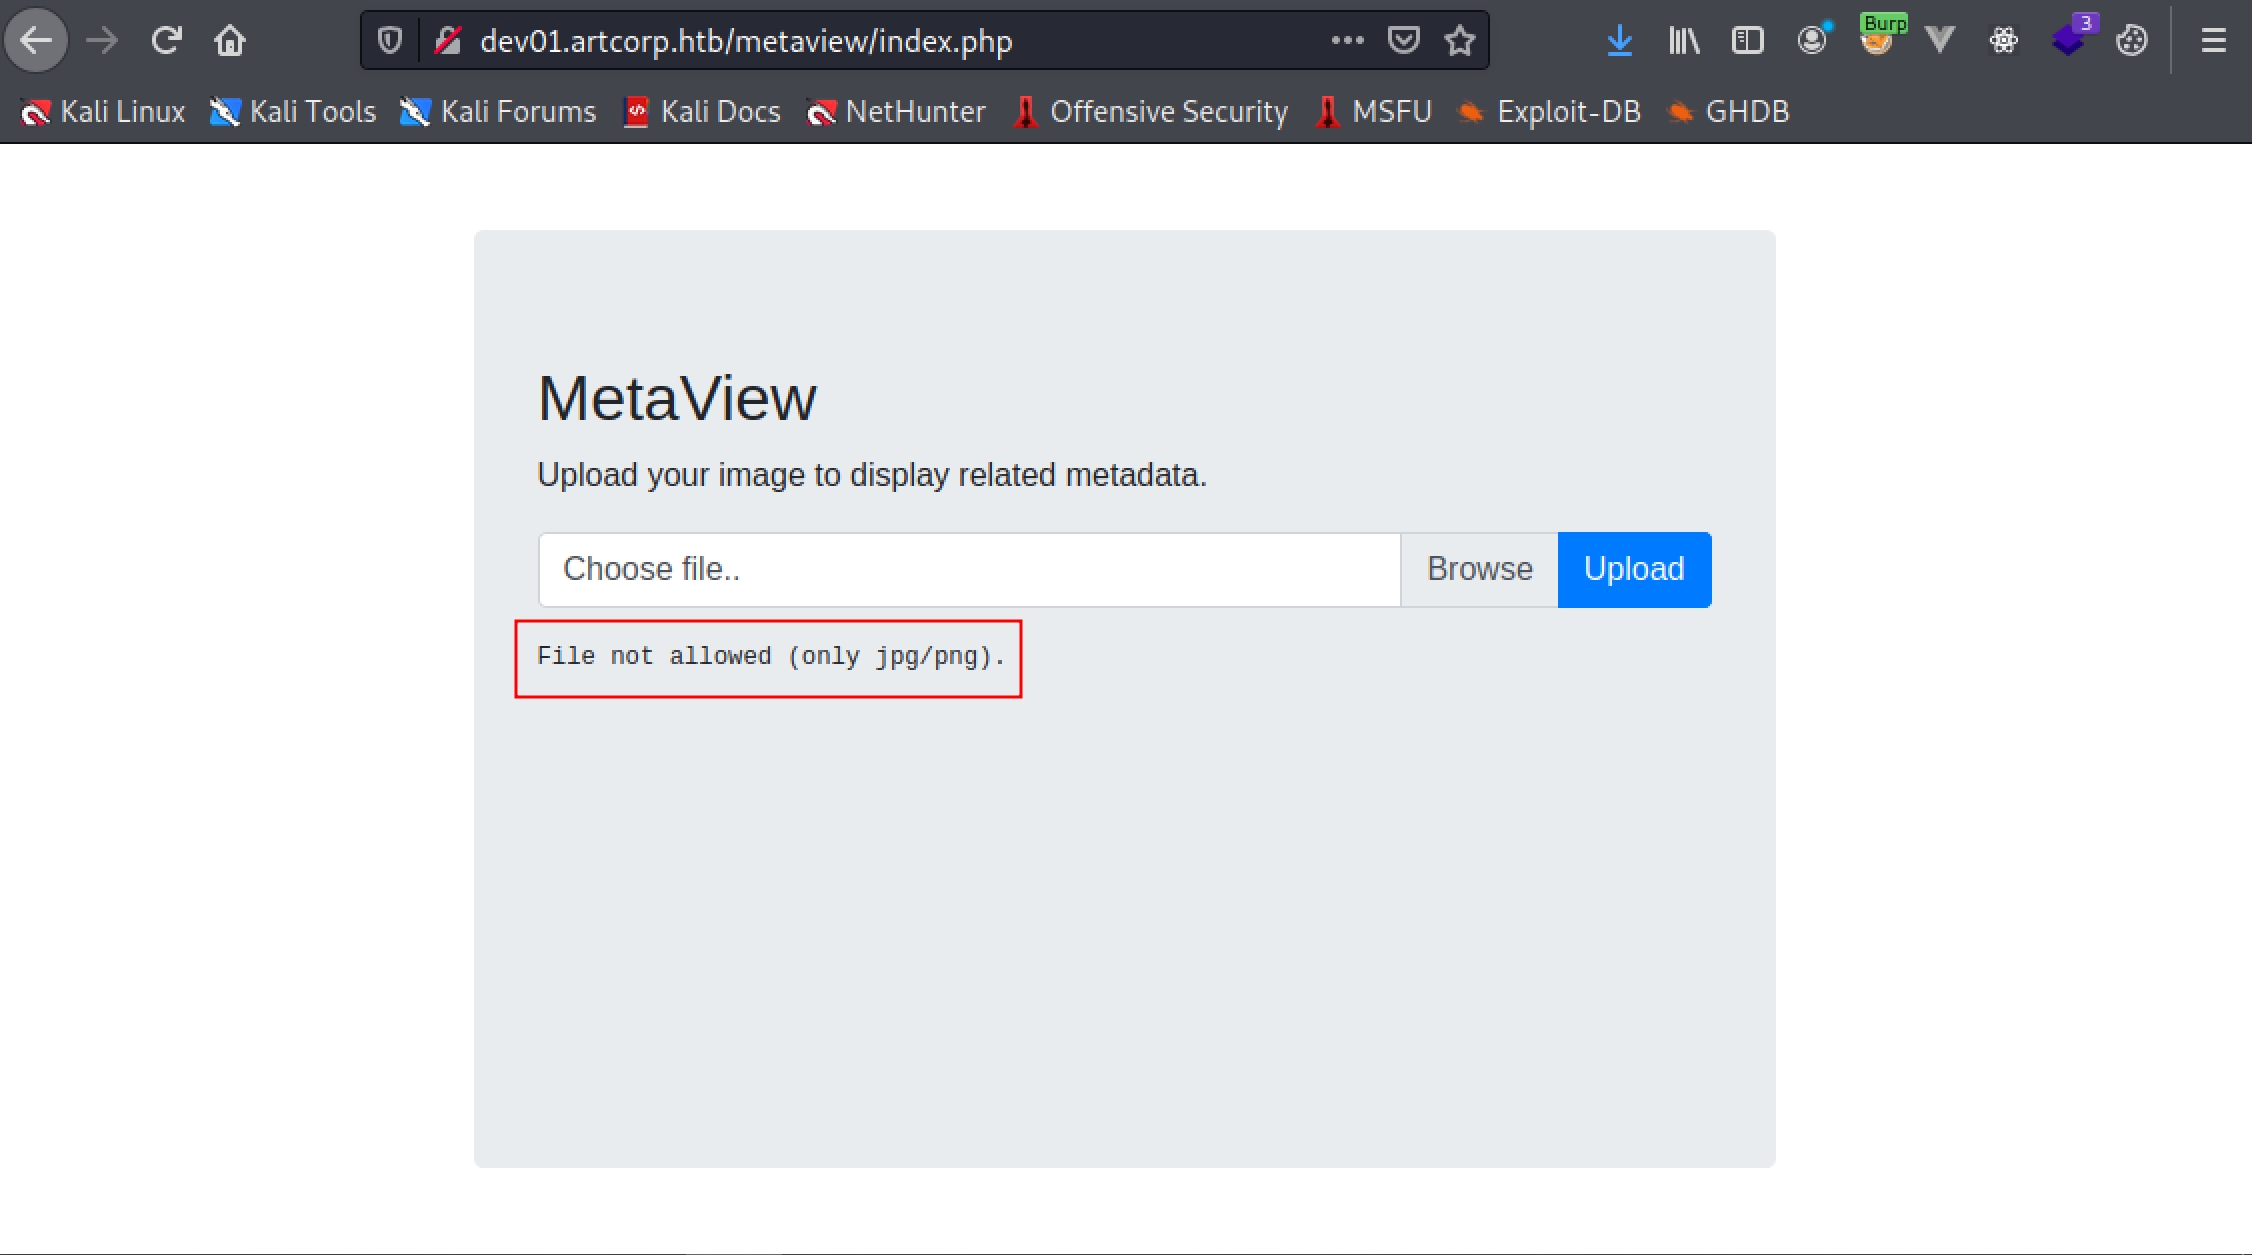 dev01.artcorp.htb/metaview/index.php
Burp
3
Kali Linux Kali Tools Kali Forums Kali Docs NetHunter Offensive Security MSFU Exploit-DB GHDB
MetaView
Upload your image to display related metadata.
Choose file.. Browse Upload
File not allowed (only jpg/png).